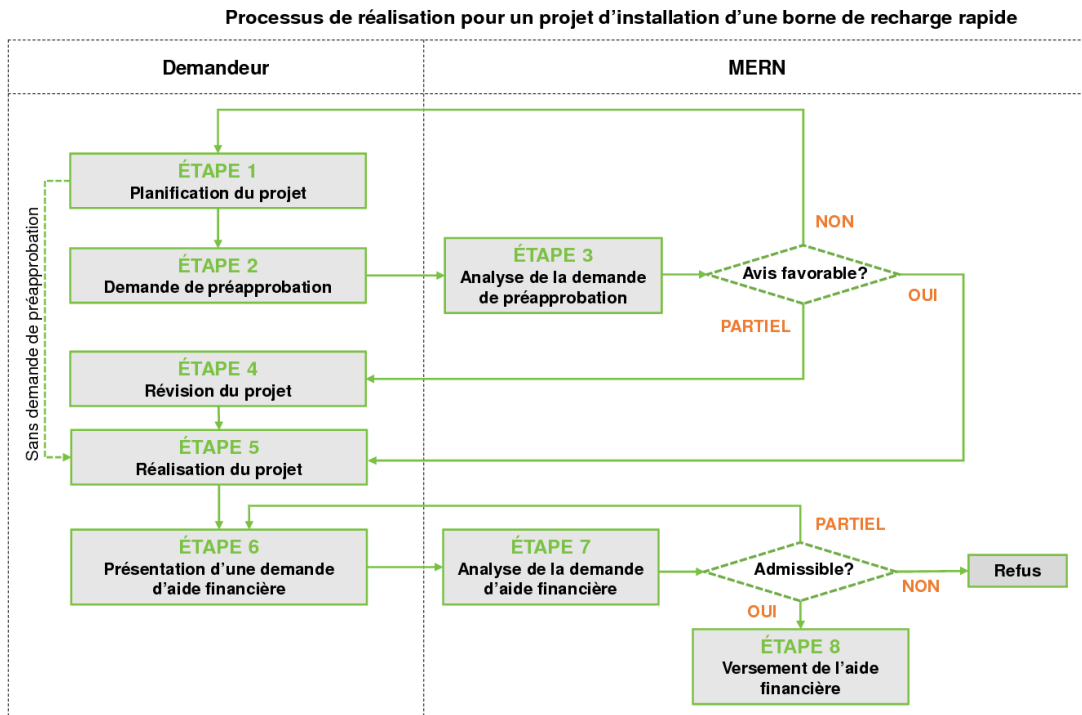 Processus de réalisation pour un projet d’installation d’une borne de recharge rapide
Demandeur
MERN
ÉTAPE 1
Planification du projet
Sans demande de préapprobation
NON
ÉTAPE 2
Demande de préapprobation
ÉTAPE 3
Analyse de la demande
de préapprobation
Avis favorable?
OUI
PARTIEL
ÉTAPE 4
Révision du projet
ÉTAPE 5
Réalisation du projet
PARTIEL
ÉTAPE 6
Présentation d’une demande
d’aide financière
ÉTAPE 7
Analyse de la demande
d’aide financière
Admissible?
NON
Refus
OUI
ÉTAPE 8
Versement de l’aide
financière